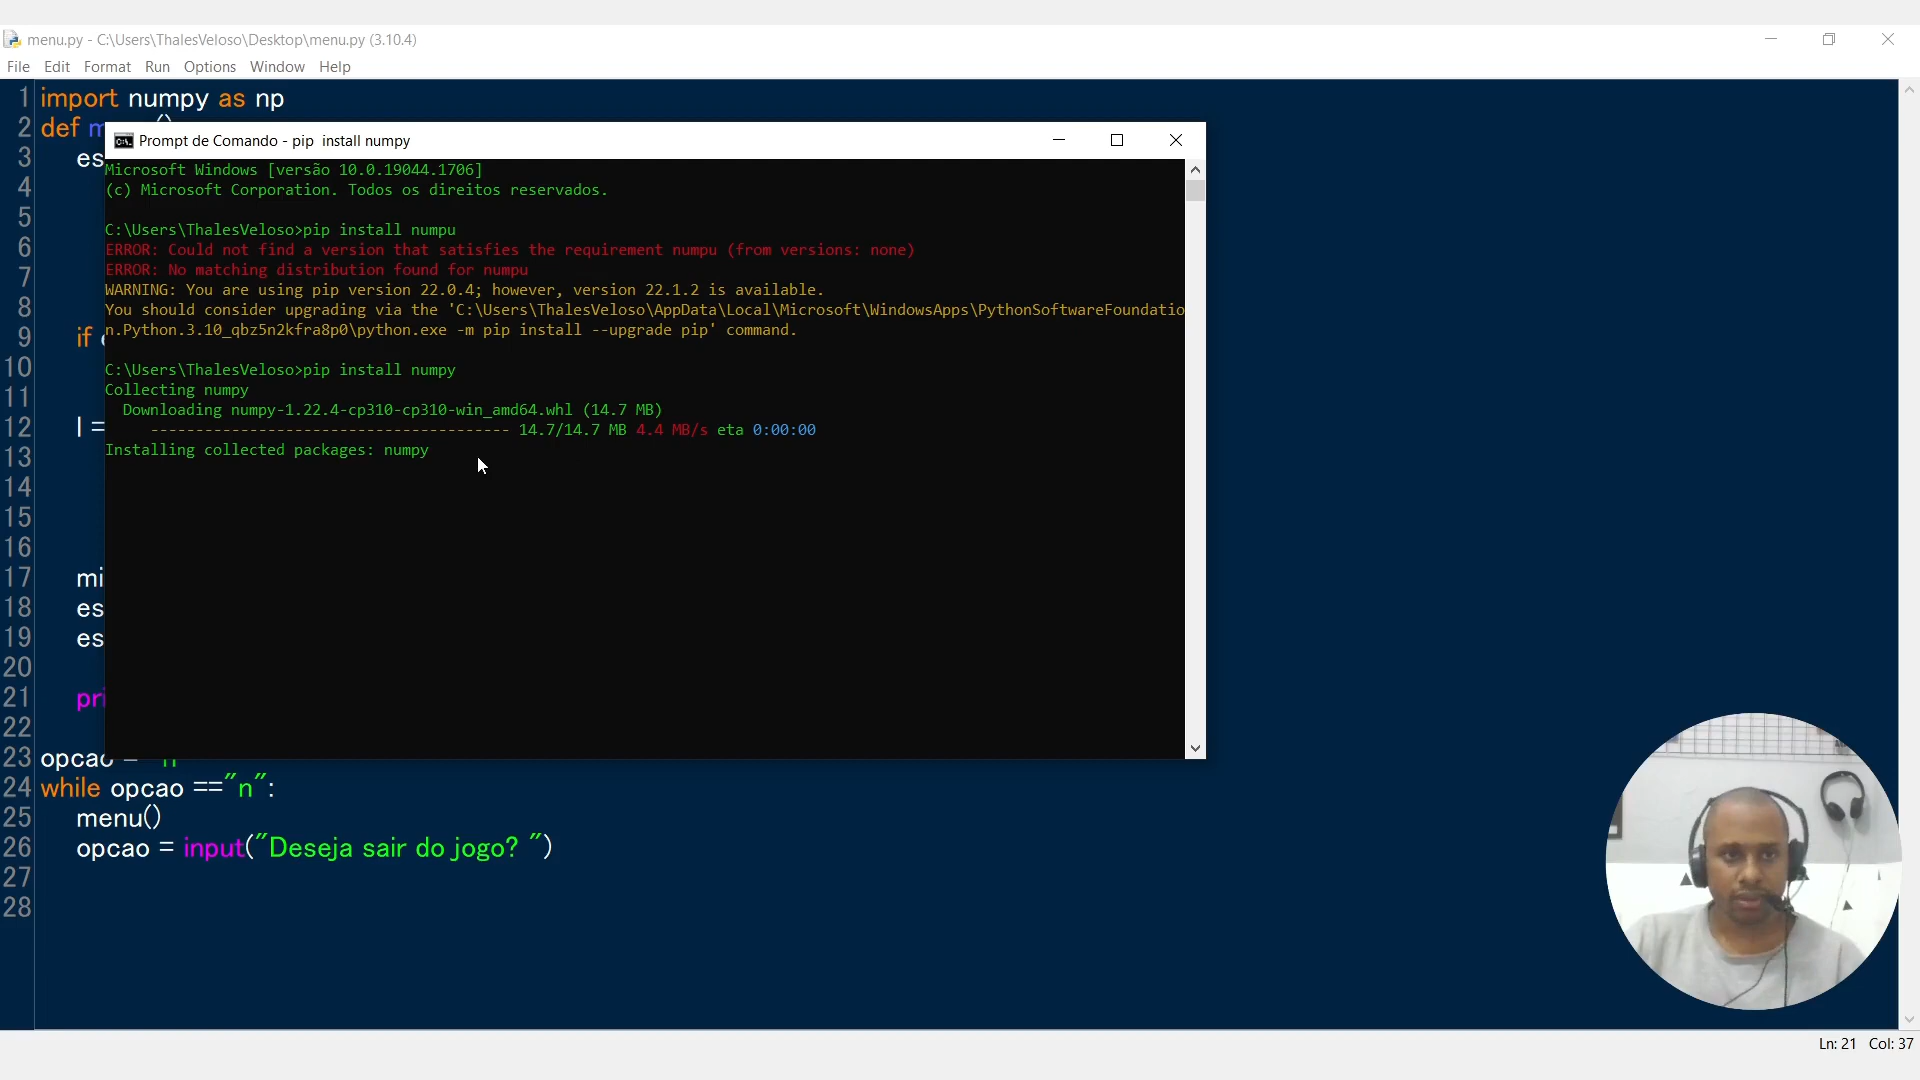 menu.py - C:\Users\ThalesVeloso\Desktop\menu.py (3.10.4)
File Edit Format Run Options Window Help
1 import numpy as np
2 def
3 es
4
5
6
7
8
9 if
10
11
12 l =
13
14
15
16
17 mi
18 es
19 es
20
21 pri
22
23 opcao = "n"
24 while opcao =="n":
25 menu()
26 opcao = input("Deseja sair do jogo? ")
27
28
Prompt de Comando - pip install numpy
Microsoft Windows [versão 10.0.19044.1706]
(c) Microsoft Corporation. Todos os direitos reservados.
C:\Users\ThalesVeloso>pip install numpu
ERROR: Could not find a version that satisfies the requirement numpu (from versions: none)
ERROR: No matching distribution found for numpu
WARNING: You are using pip version 22.0.4; however, version 22.1.2 is available.
You should consider upgrading via the 'C:\Users\ThalesVeloso\AppData\Local\Microsoft\WindowsApps\PythonSoftwareFoundatio
n.Python.3.10_qbz5n2kfra8p0\python.exe -m pip install --upgrade pip' command.
C:\Users\ThalesVeloso>pip install numpy
Collecting numpy
Downloading numpy-1.22.4-cp310-cp310-win_amd64.whl (14.7 MB)
---------------------------------------- 14.7/14.7 MB 4.4 MB/s eta 0:00:00
Installing collected packages: numpy
Ln: 21 Col: 37